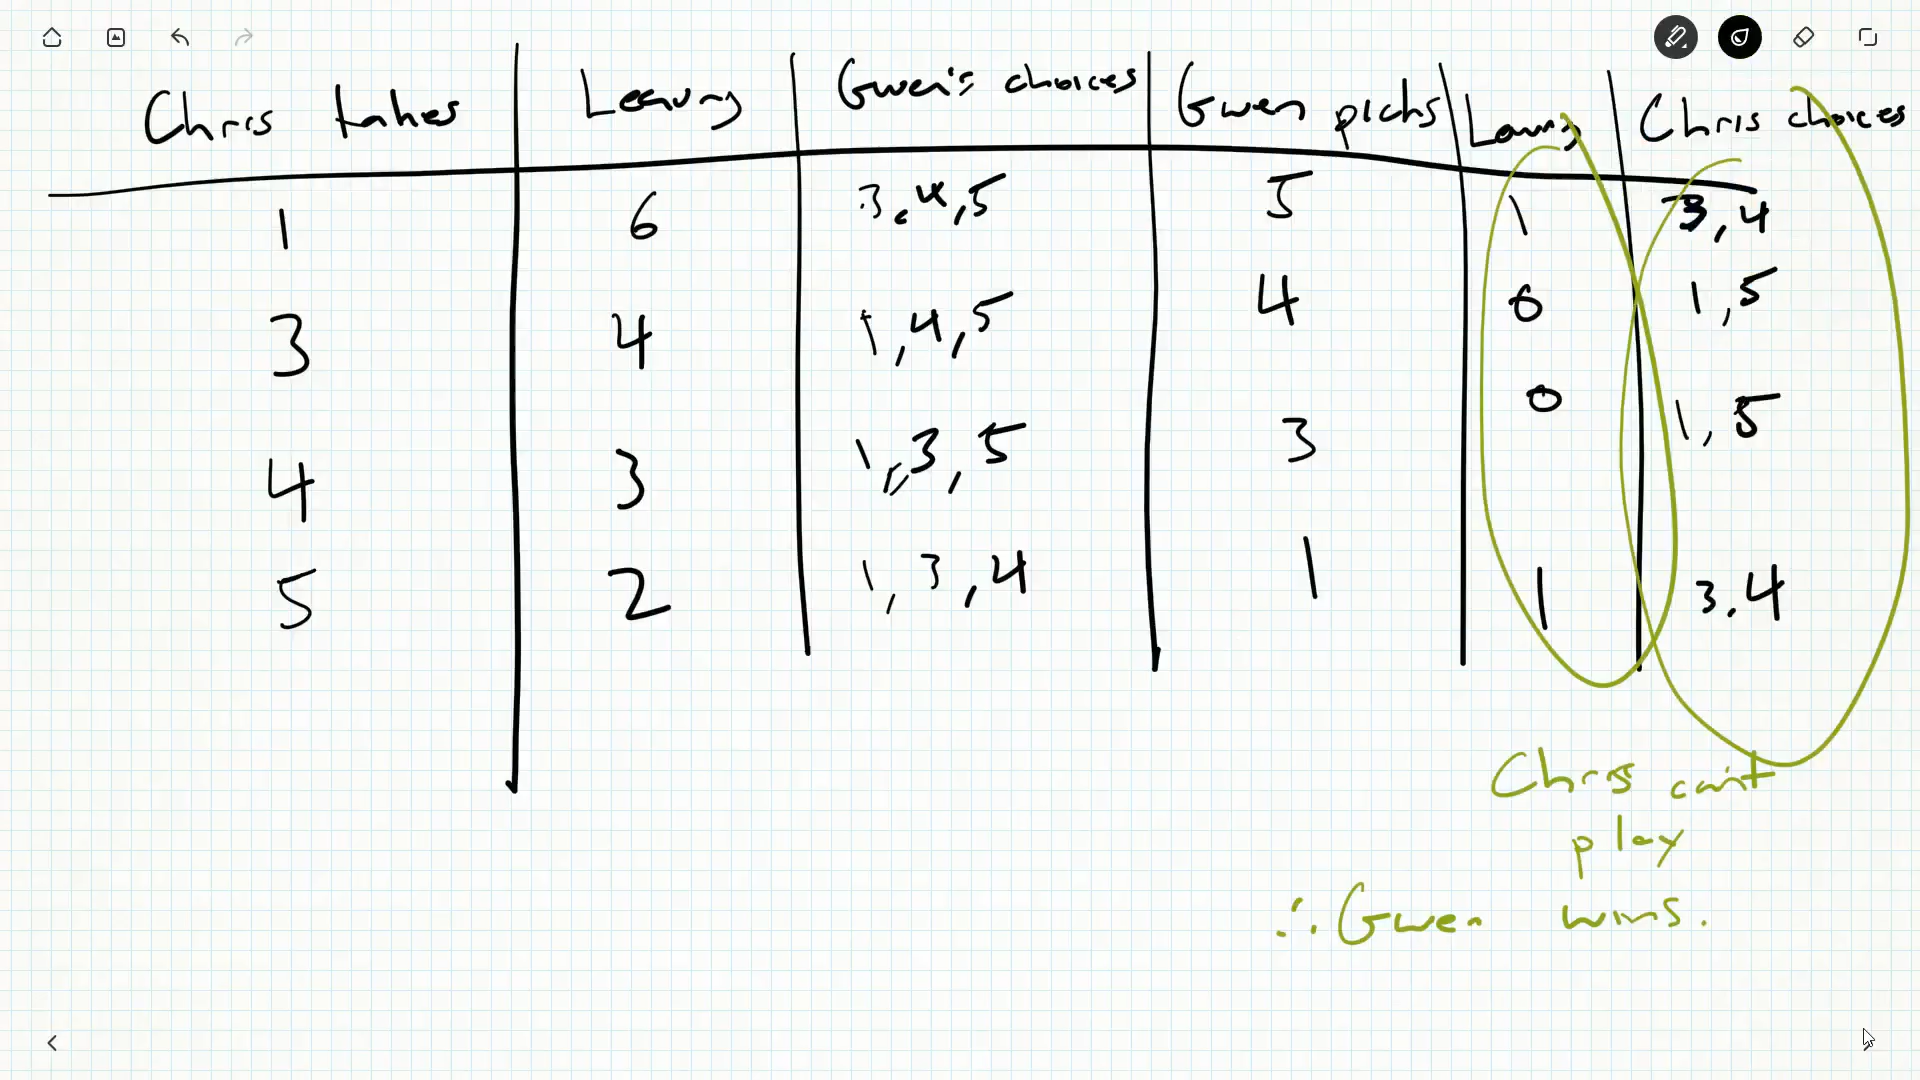 Chris takes | Leaving | Gwen's choices | Gwen picks | Leaving | Chris choices
1 | 6 | 3, 4, 5 | 5 | 1 | 3, 4
3 | 4 | 1, 4, 5 | 4 | 0 | 1, 5
4 | 3 | 1, 3, 5 | 3 | 0 | 1, 5
5 | 2 | 1, 3, 4 | 1 | 1 | 3, 4
Chris can't
play
∴ Gwen wins.